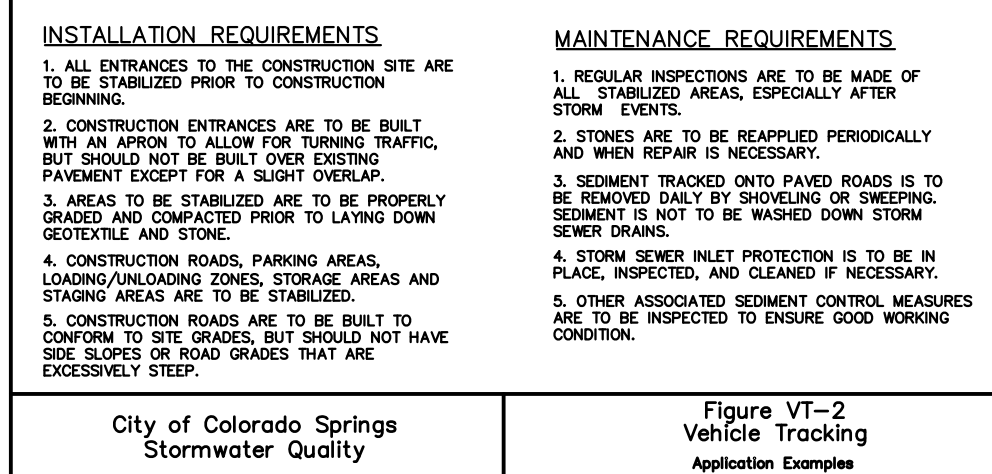 INSTALLATION REQUIREMENTS
1. ALL ENTRANCES TO THE CONSTRUCTION SITE ARE
TO BE STABILIZED PRIOR TO CONSTRUCTION
BEGINNING.
2. CONSTRUCTION ENTRANCES ARE TO BE BUILT
WITH AN APRON TO ALLOW FOR TURNING TRAFFIC,
BUT SHOULD NOT BE BUILT OVER EXISTING
PAVEMENT EXCEPT FOR A SLIGHT OVERLAP.
3. AREAS TO BE STABILIZED ARE TO BE PROPERLY
GRADED AND COMPACTED PRIOR TO LAYING DOWN
GEOTEXTILE AND STONE.
4. CONSTRUCTION ROADS, PARKING AREAS,
LOADING/UNLOADING ZONES, STORAGE AREAS AND
STAGING AREAS ARE TO BE STABILIZED.
5. CONSTRUCTION ROADS ARE TO BE BUILT TO
CONFORM TO SITE GRADES, BUT SHOULD NOT HAVE
SIDE SLOPES OR ROAD GRADES THAT ARE
EXCESSIVELY STEEP.
MAINTENANCE REQUIREMENTS
1. REGULAR INSPECTIONS ARE TO BE MADE OF
ALL STABILIZED AREAS, ESPECIALLY AFTER
STORM EVENTS.
2. STONES ARE TO BE REAPPLIED PERIODICALLY
AND WHEN REPAIR IS NECESSARY.
3. SEDIMENT TRACKED ONTO PAVED ROADS IS TO
BE REMOVED DAILY BY SHOVELING OR SWEEPING.
SEDIMENT IS NOT TO BE WASHED DOWN STORM
SEWER DRAINS.
4. STORM SEWER INLET PROTECTION IS TO BE IN
PLACE, INSPECTED, AND CLEANED IF NECESSARY.
5. OTHER ASSOCIATED SEDIMENT CONTROL MEASURES
ARE TO BE INSPECTED TO ENSURE GOOD WORKING
CONDITION.
City of Colorado Springs
Stormwater Quality
Figure VT-2
Vehicle Tracking
Application Examples